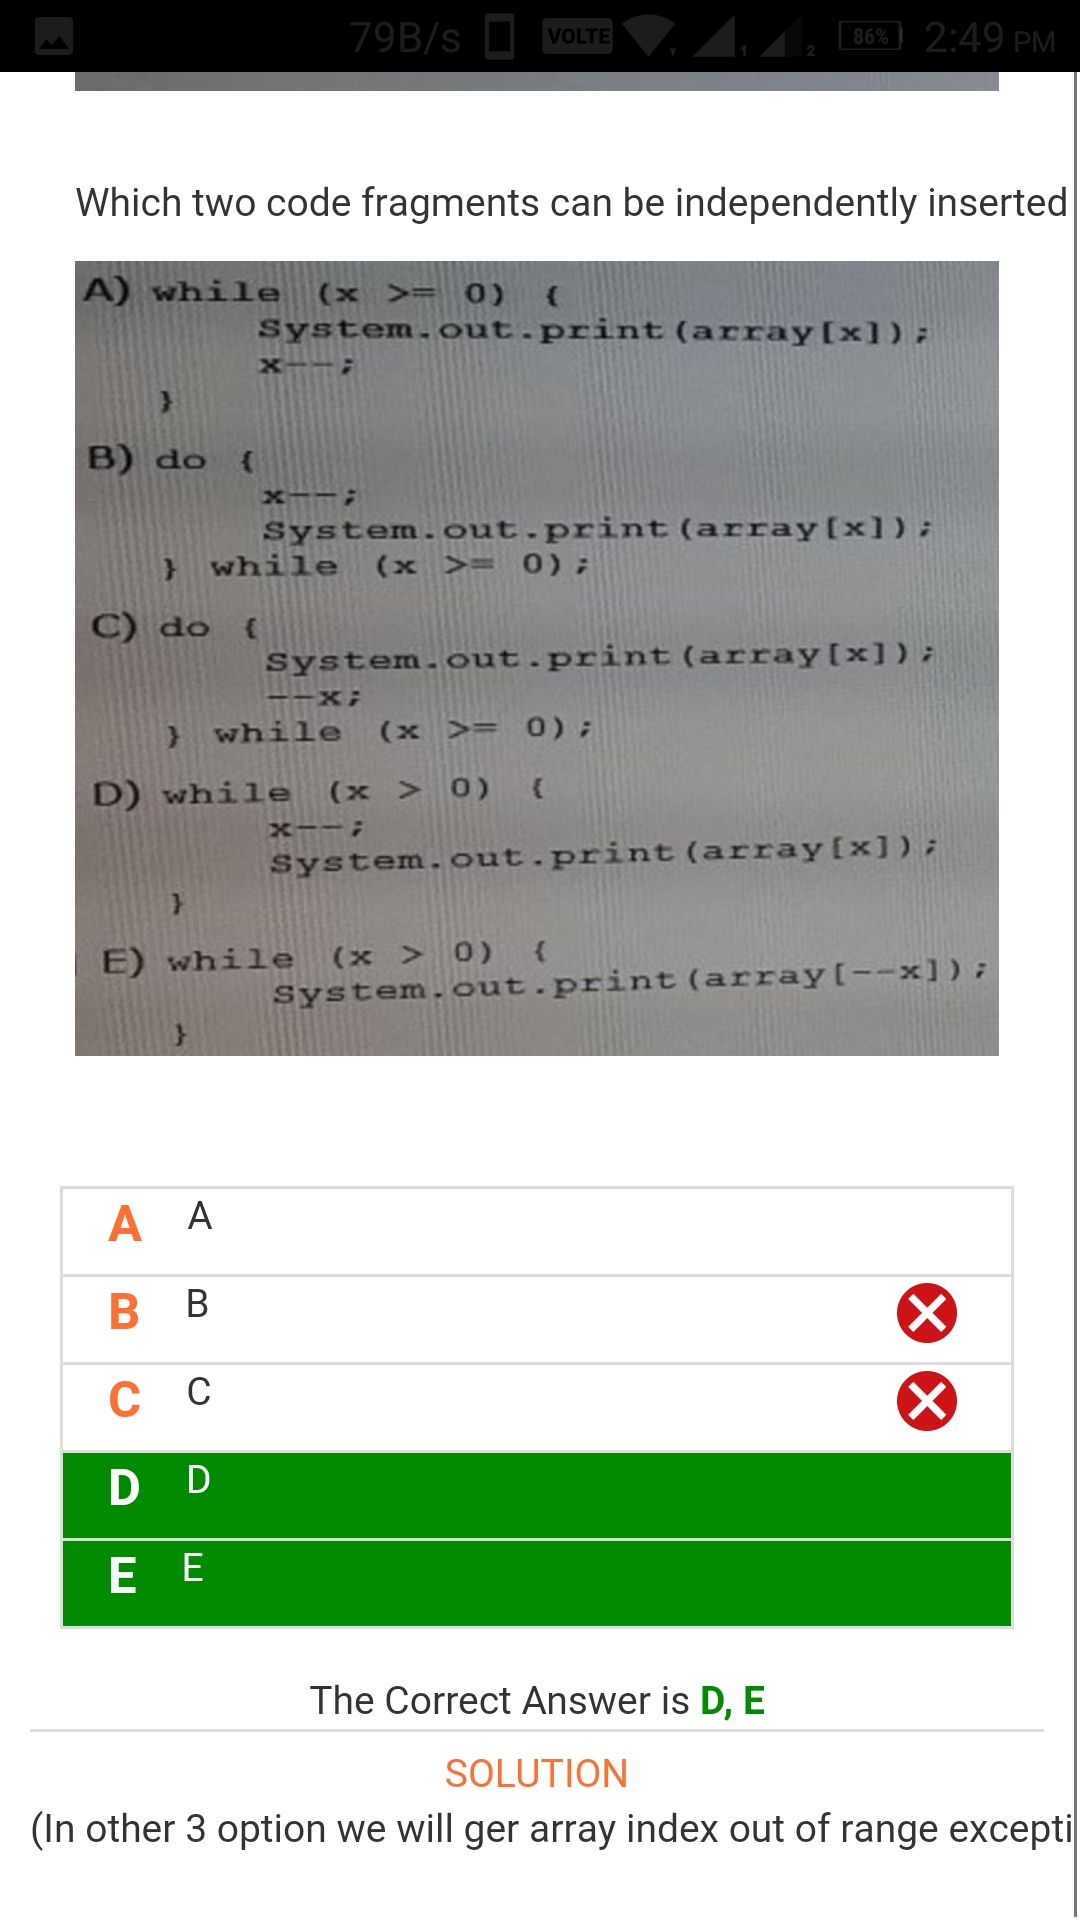 79B/s VOLTE 1 2 86% 2:49 PM
Which two code fragments can be independently inserted
A) while (x >= 0) {
System.out.print(array[x]);
x--;
}
B) do {
x--;
System.out.print(array[x]);
} while (x >= 0);
C) do {
System.out.print(array[x]);
--x;
} while (x >= 0);
D) while (x > 0) {
x--;
System.out.print(array[x]);
}
E) while (x > 0) {
System.out.print(array[--x]);
}
A A
B B
C C
D D
E E
The Correct Answer is D, E
SOLUTION
(In other 3 option we will ger array index out of range excepti